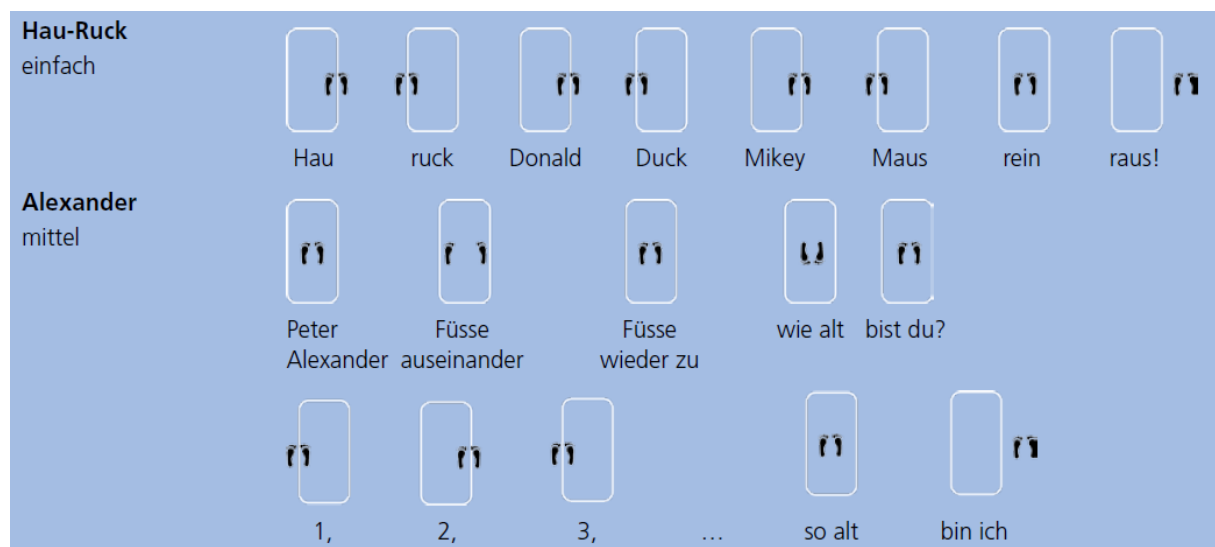 Hau-Ruck
einfach
Hau ruck Donald Duck Mikey Maus rein raus!
Alexander
mittel
Peter Füsse Füsse wie alt bist du?
Alexander auseinander wieder zu
1, 2, 3, ... so alt bin ich